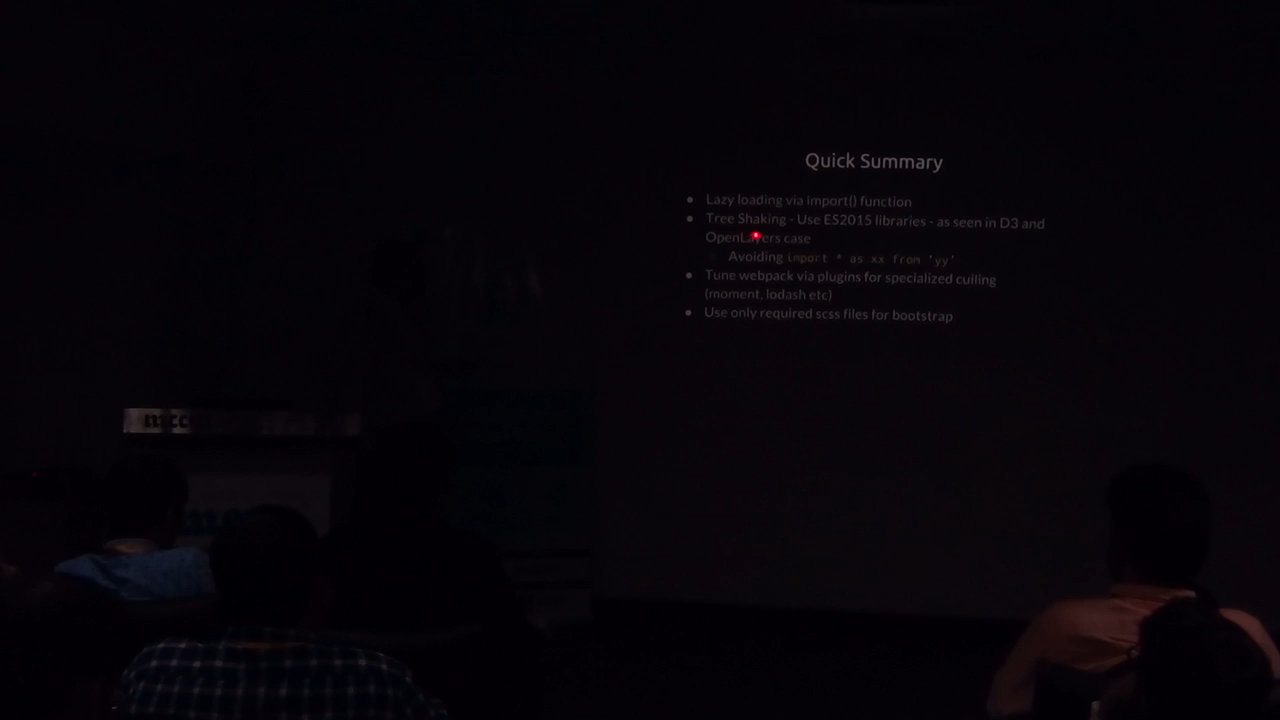 Quick Summary
● Lazy loading via import() function
● Tree Shaking - Use ES2015 libraries - as seen in D3 and
OpenLayers case
Avoiding import * as xx from 'yy'
● Tune webpack via plugins for specialized culling
(moment, lodash etc)
● Use only required scss files for bootstrap
mcc